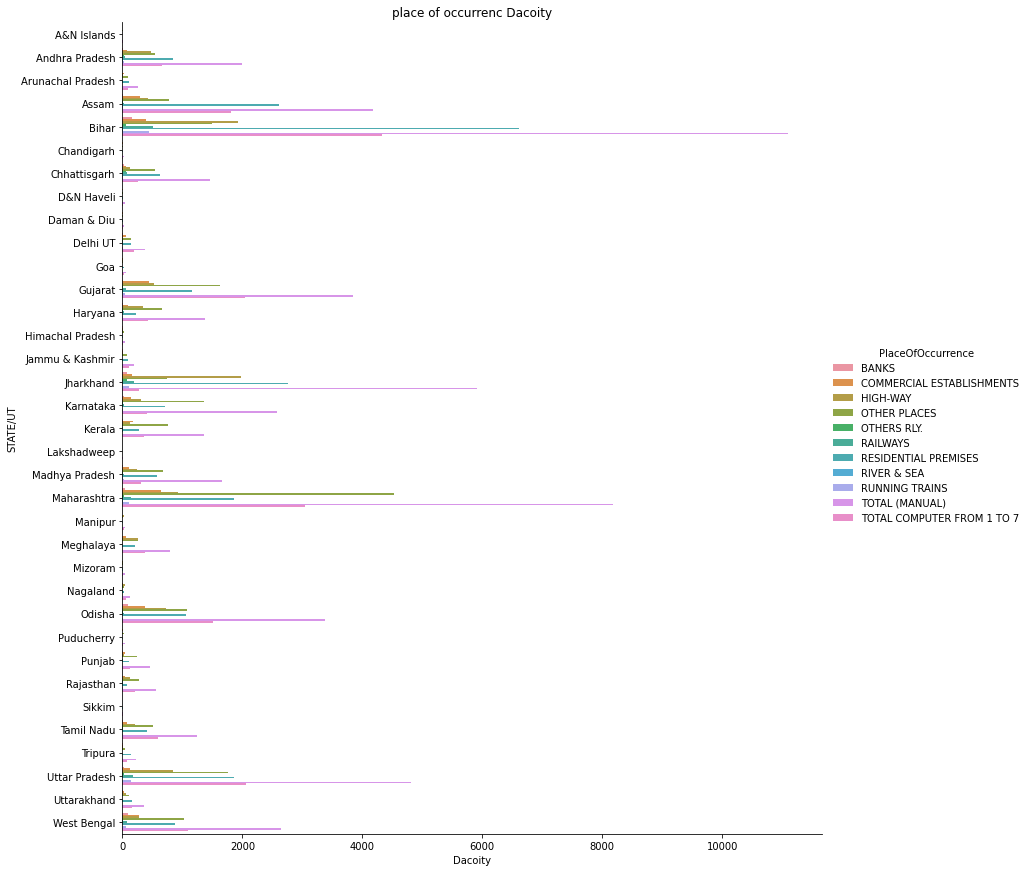 place of occurrenc Dacoity
A&N Islands
Andhra Pradesh
Arunachal Pradesh
Assam
Bihar
Chandigarh
Chhattisgarh
D&N Haveli
Daman & Diu
Delhi UT
Goa
Gujarat
Haryana
Himachal Pradesh
Jammu & Kashmir
Jharkhand
Karnataka
Kerala
Lakshadweep
Madhya Pradesh
Maharashtra
Manipur
Meghalaya
Mizoram
Nagaland
Odisha
Puducherry
Punjab
Rajasthan
Sikkim
Tamil Nadu
Tripura
Uttar Pradesh
Uttarakhand
West Bengal
STATE/UT
0 2000 4000 6000 8000 10000
Dacoity
PlaceOfOccurrence
BANKS
COMMERCIAL ESTABLISHMENTS
HIGH-WAY
OTHER PLACES
OTHERS RLY.
RAILWAYS
RESIDENTIAL PREMISES
RIVER & SEA
RUNNING TRAINS
TOTAL (MANUAL)
TOTAL COMPUTER FROM 1 TO 7